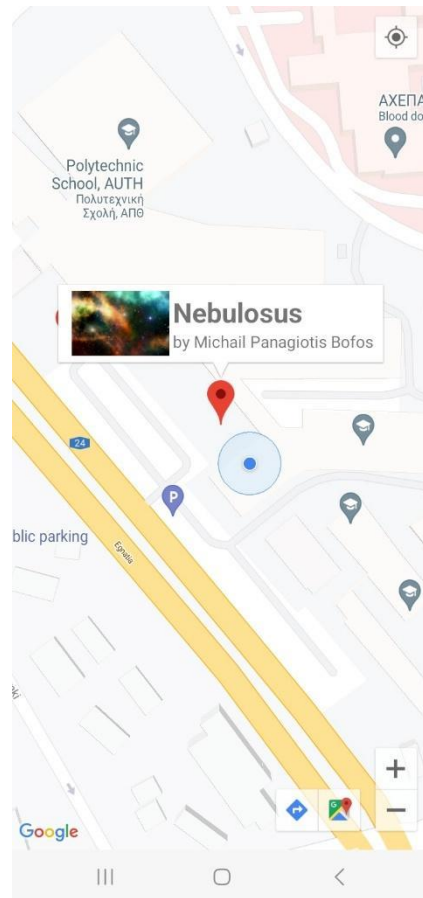 ΑΧΕΠΑ
Blood do
Polytechnic
School, AUTH
Πολυτεχνική
Σχολή, ΑΠΘ
Nebulosus
by Michail Panagiotis Bofos
24
P
blic parking
Egnatia
ki
+
−
G
Google